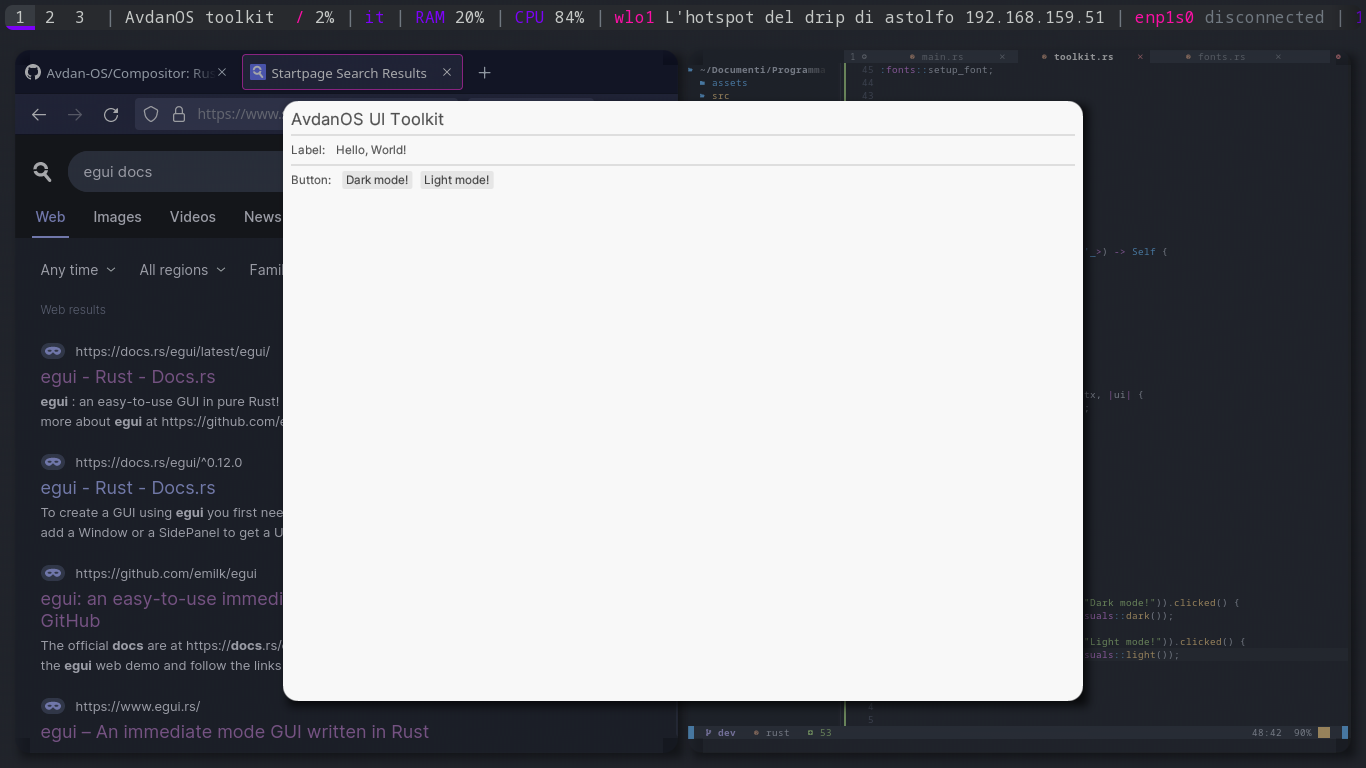 1 2 3 | AvdanOS toolkit / 2% | it | RAM 20% | CPU 84% | wlo1 L'hotspot del drip di astolfo 192.168.159.51 | enp1s0 disconnected |
Avdan-OS/Compositor: Rus
Startpage Search Results
https://www.s
egui docs
Web Images Videos News
Any time All regions Famil
Web results
https://docs.rs/egui/latest/egui/
egui - Rust - Docs.rs
egui : an easy-to-use GUI in pure Rust!
more about egui at https://github.com/e
https://docs.rs/egui/^0.12.0
egui - Rust - Docs.rs
To create a GUI using egui you first nee
add a Window or a SidePanel to get a U
https://github.com/emilk/egui
egui: an easy-to-use immedi
GitHub
The official docs are at https://docs.rs/
the egui web demo and follow the links
https://www.egui.rs/
egui – An immediate mode GUI written in Rust
AvdanOS UI Toolkit
Label: Hello, World!
Button: Dark mode! Light mode!
1 main.rs × toolkit.rs × fonts.rs ×
~/Documenti/Programma
assets
src
45 :fonts::setup_font;
44
43
_>) -> Self {
tx, |ui| {
;
"Dark mode!")).clicked() {
suals::dark());
"Light mode!")).clicked() {
suals::light());
5
dev rust 53 48:42 90%